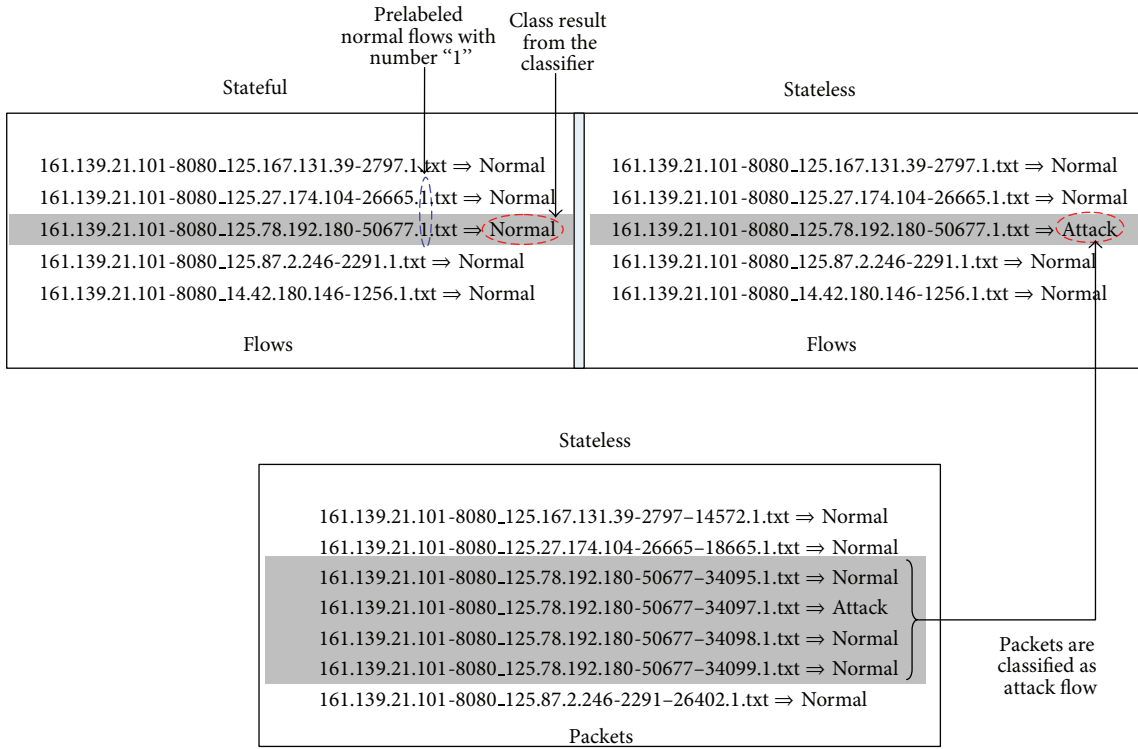 Prelabeled
normal flows with
number “1”
Class result
from the
classifier
Stateful
Stateless
161.139.21.101-8080_125.167.131.39-2797.1.txt ⇒ Normal
161.139.21.101-8080_125.27.174.104-26665.1.txt ⇒ Normal
161.139.21.101-8080_125.78.192.180-50677.1.txt ⇒ Normal
161.139.21.101-8080_125.87.2.246-2291.1.txt ⇒ Normal
161.139.21.101-8080_14.42.180.146-1256.1.txt ⇒ Normal
Flows
161.139.21.101-8080_125.167.131.39-2797.1.txt ⇒ Normal
161.139.21.101-8080_125.27.174.104-26665.1.txt ⇒ Normal
161.139.21.101-8080_125.78.192.180-50677.1.txt ⇒ Attack
161.139.21.101-8080_125.87.2.246-2291.1.txt ⇒ Normal
161.139.21.101-8080_14.42.180.146-1256.1.txt ⇒ Normal
Flows
Stateless
161.139.21.101-8080_125.167.131.39-2797–14572.1.txt ⇒ Normal
161.139.21.101-8080_125.27.174.104-26665–18665.1.txt ⇒ Normal
161.139.21.101-8080_125.78.192.180-50677–34095.1.txt ⇒ Normal
161.139.21.101-8080_125.78.192.180-50677–34097.1.txt ⇒ Attack
161.139.21.101-8080_125.78.192.180-50677–34098.1.txt ⇒ Normal
161.139.21.101-8080_125.78.192.180-50677–34099.1.txt ⇒ Normal
161.139.21.101-8080_125.87.2.246-2291–26402.1.txt ⇒ Normal
Packets
Packets are
classified as
attack flow